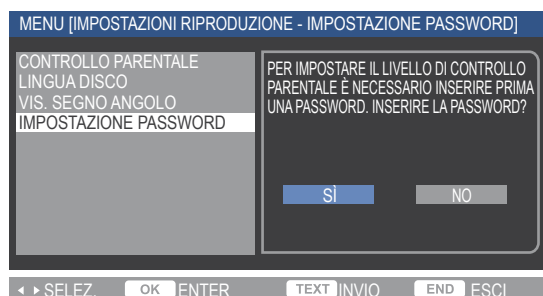 MENU [IMPOSTAZIONI RIPRODUZIONE - IMPOSTAZIONE PASSWORD]
CONTROLLO PARENTALE
LINGUA DISCO
VIS. SEGNO ANGOLO
IMPOSTAZIONE PASSWORD
PER IMPOSTARE IL LIVELLO DI CONTROLLO
PARENTALE È NECESSARIO INSERIRE PRIMA
UNA PASSWORD. INSERIRE LA PASSWORD?
SÌ NO
SELEZ. OK ENTER TEXT INVIO END ESCI